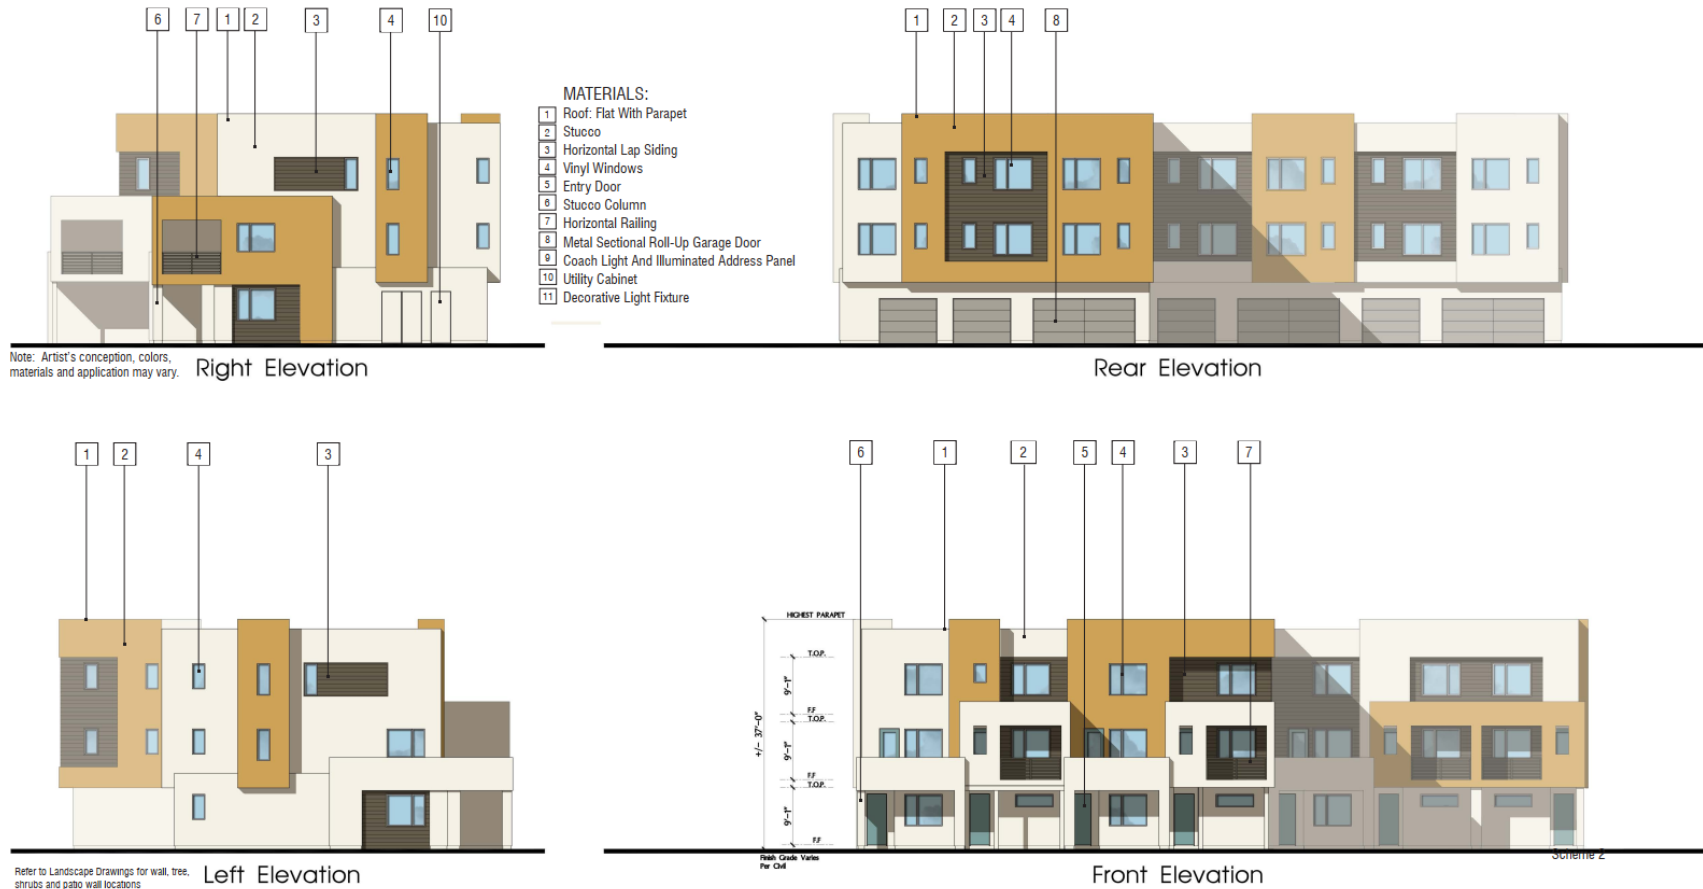 6 7 1 2 3 4 10
1 2 3 4 8
MATERIALS:
1 Roof: Flat With Parapet
2 Stucco
3 Horizontal Lap Siding
4 Vinyl Windows
5 Entry Door
6 Stucco Column
7 Horizontal Railing
8 Metal Sectional Roll-Up Garage Door
9 Coach Light And Illuminated Address Panel
10 Utility Cabinet
11 Decorative Light Fixture
Note: Artist's conception, colors,
materials and application may vary.
Right Elevation
Rear Elevation
1 2 4 3
6 1 2 5 4 3 7
HIGHEST PARAPET
T.O.P.
9'-1"
F.F
T.O.P.
+/- 37'-0"
9'-1"
F.F
T.O.P.
9'-1"
F.F
Finish Grade Varies
Per Civil
Scheme 2
Refer to Landscape Drawings for wall, tree,
shrubs and patio wall locations
Left Elevation
Front Elevation